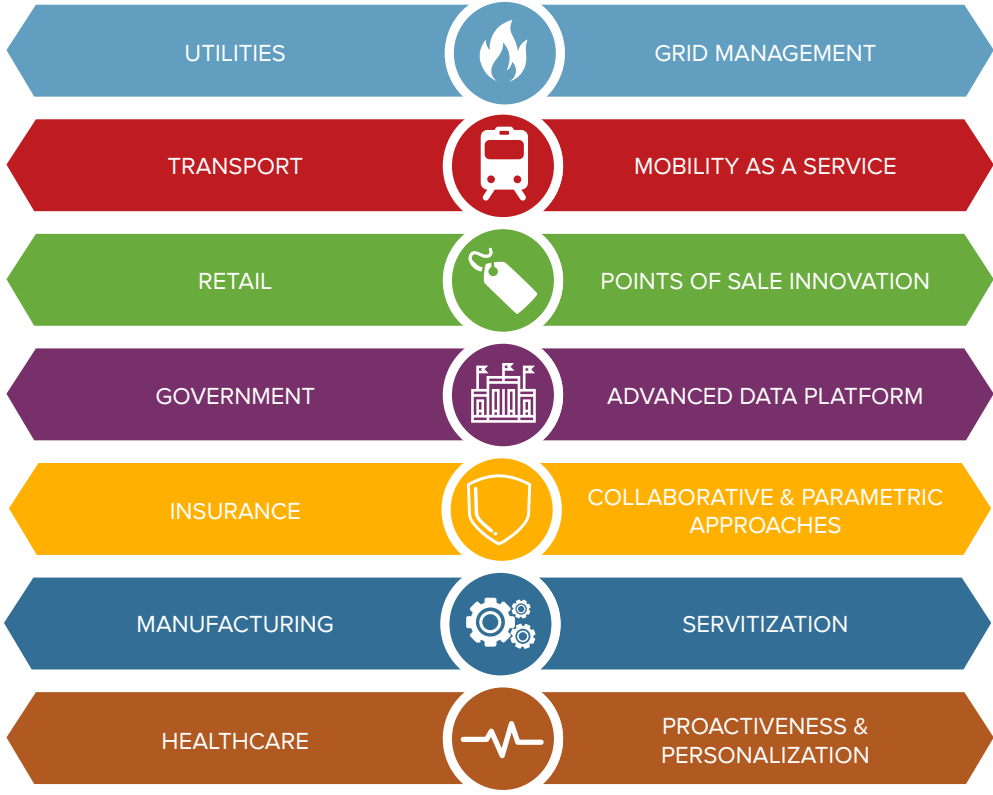 UTILITIES
GRID MANAGEMENT
TRANSPORT
MOBILITY AS A SERVICE
RETAIL
POINTS OF SALE INNOVATION
GOVERNMENT
ADVANCED DATA PLATFORM
INSURANCE
COLLABORATIVE & PARAMETRIC
APPROACHES
MANUFACTURING
SERVITIZATION
HEALTHCARE
PROACTIVENESS &
PERSONALIZATION